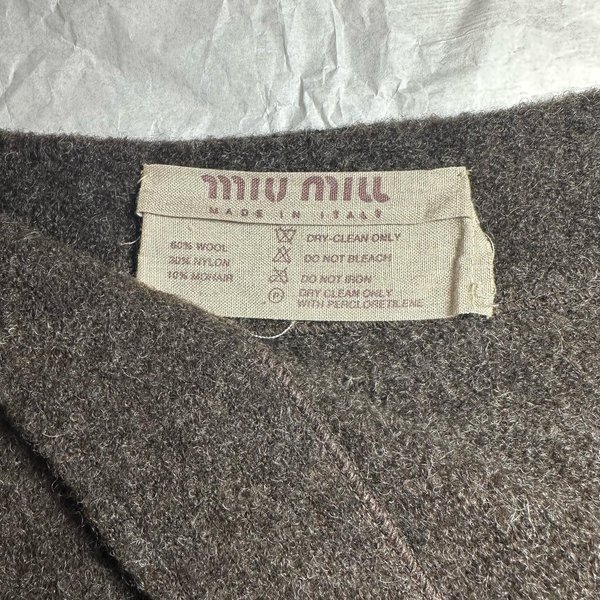 miu miu
MADE IN ITALY
60% WOOL
30% NYLON
10% MOHAIR
DRY-CLEAN ONLY
DO NOT BLEACH
DO NOT IRON
P DRY CLEAN ONLY
WITH PERCLORETILENE